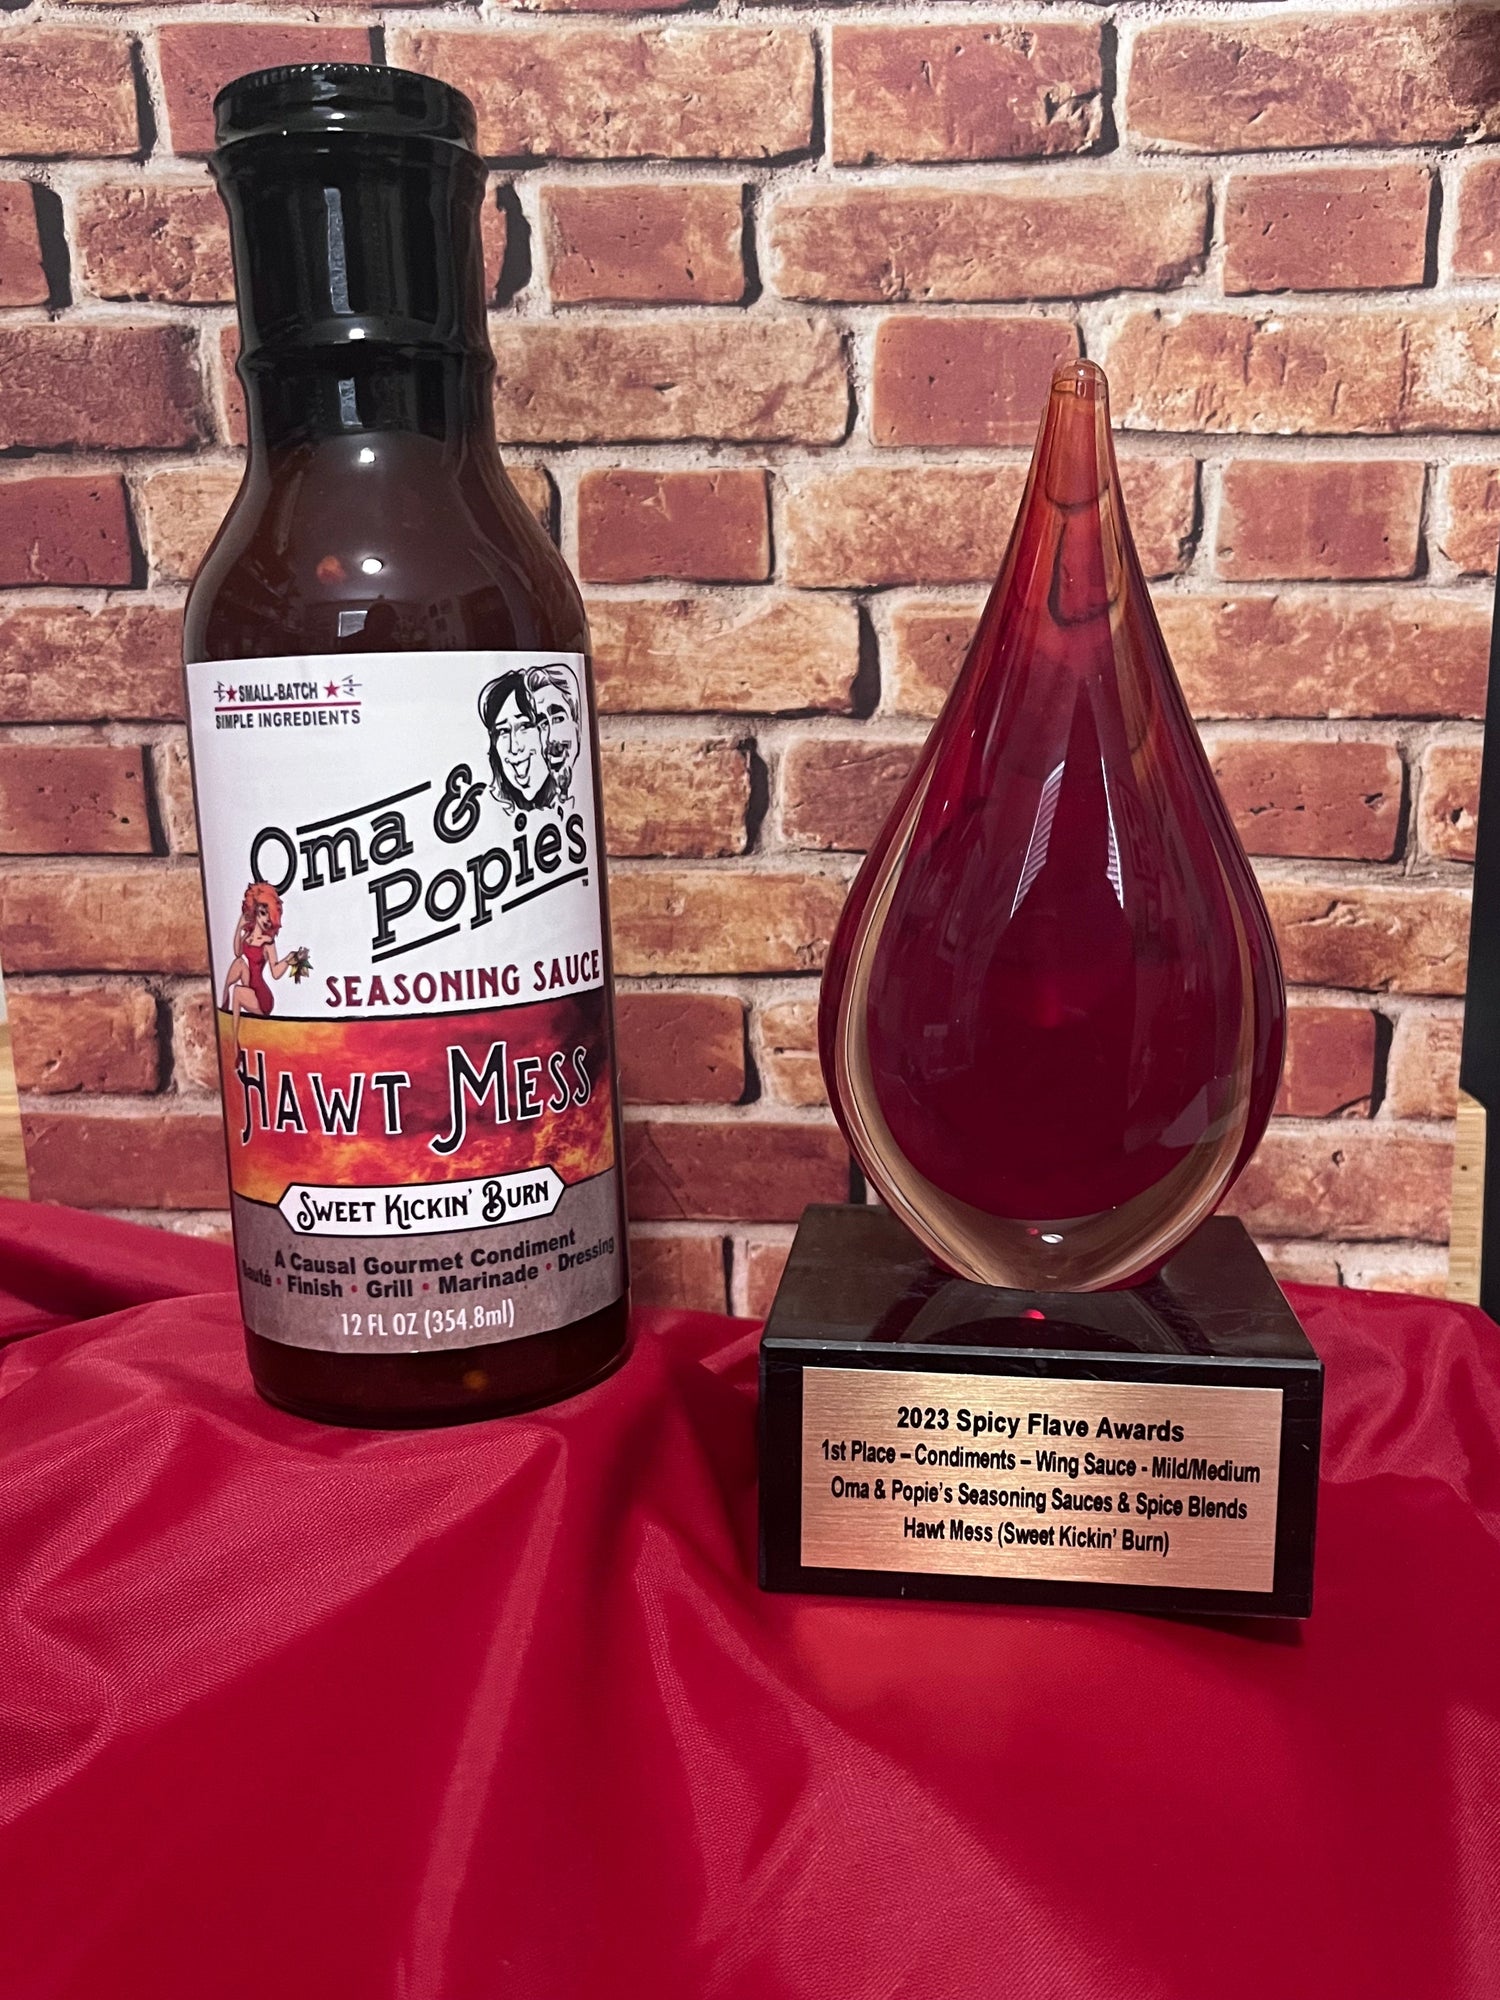 SMALL-BATCH
SIMPLE INGREDIENTS
Oma &
Popie's
SEASONING SAUCE
HAWT MESS
SWEET KICKIN' BURN
A Causal Gourmet Condiment
Sauté • Finish • Grill • Marinade • Dressing
12 FL OZ (354.8ml)
2023 Spicy Flave Awards
1st Place – Condiments – Wing Sauce - Mild/Medium
Oma & Popie's Seasoning Sauces & Spice Blends
Hawt Mess (Sweet Kickin' Burn)